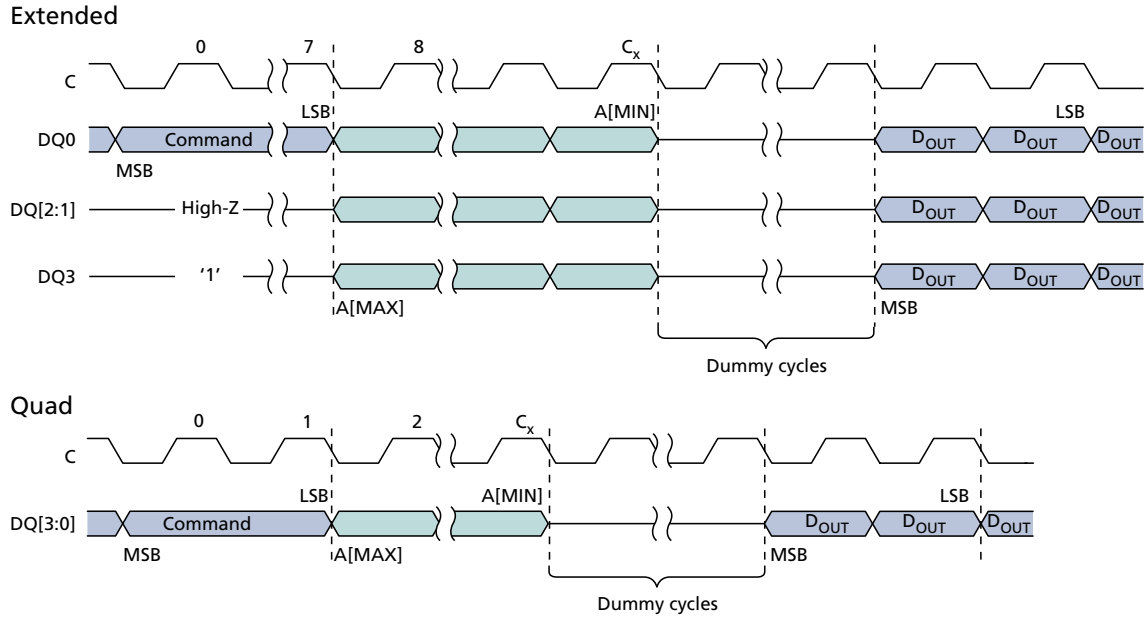 Extended
0 7 8 Cx
C
LSB A[MIN] LSB
DQ0 Command DOUT DOUT DOUT
MSB
DQ[2:1] High-Z DOUT DOUT DOUT
DQ3 ‘1’ DOUT DOUT DOUT
A[MAX] MSB
Dummy cycles
Quad
0 1 2 Cx
C
LSB A[MIN] LSB
DQ[3:0] Command DOUT DOUT DOUT
MSB A[MAX] MSB
Dummy cycles